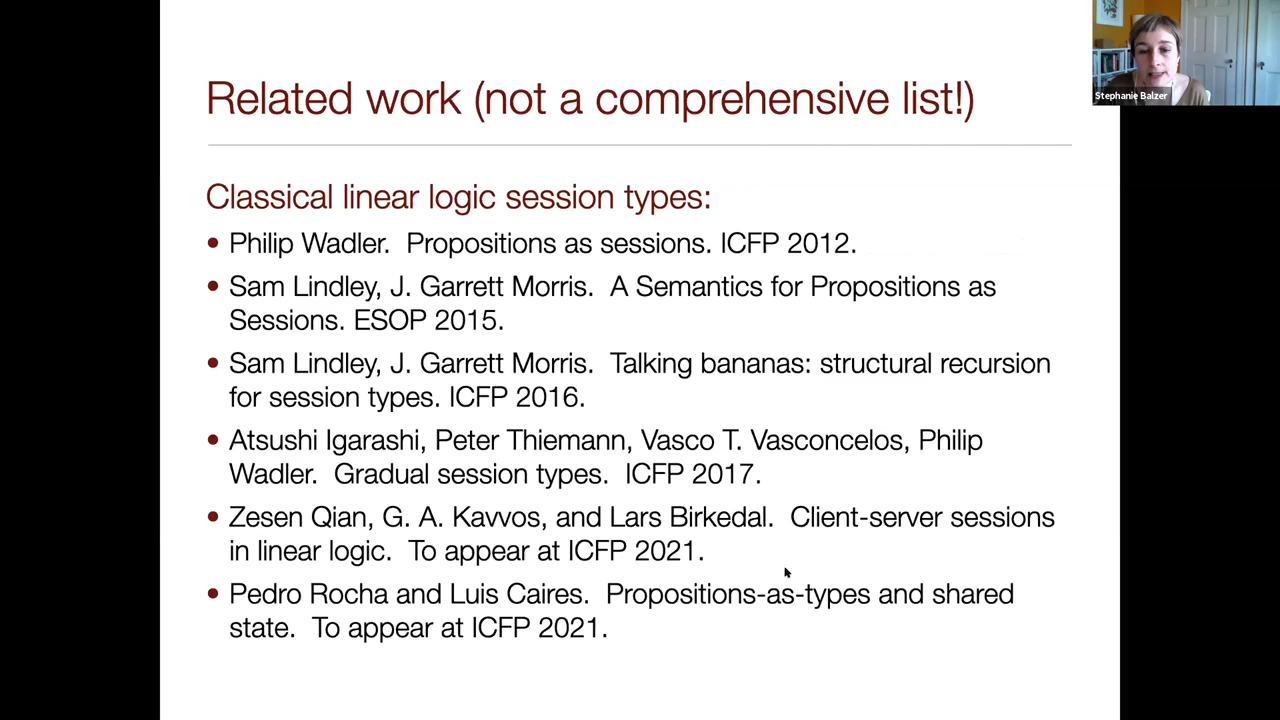 Related work (not a comprehensive list!)
Stephanie Balzer
Classical linear logic session types:
• Philip Wadler. Propositions as sessions. ICFP 2012.
• Sam Lindley, J. Garrett Morris. A Semantics for Propositions as
Sessions. ESOP 2015.
• Sam Lindley, J. Garrett Morris. Talking bananas: structural recursion
for session types. ICFP 2016.
• Atsushi Igarashi, Peter Thiemann, Vasco T. Vasconcelos, Philip
Wadler. Gradual session types. ICFP 2017.
• Zesen Qian, G. A. Kavvos, and Lars Birkedal. Client-server sessions
in linear logic. To appear at ICFP 2021.
• Pedro Rocha and Luis Caires. Propositions-as-types and shared
state. To appear at ICFP 2021.